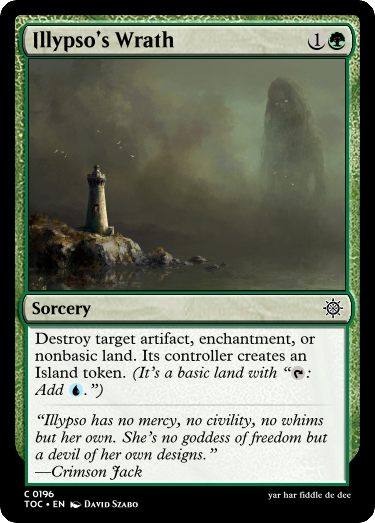 Illypso's Wrath 1
Sorcery
Destroy target artifact, enchantment, or
nonbasic land. Its controller creates an
Island token. (It's a basic land with “:
Add .”)
“Illypso has no mercy, no civility, no whims
but her own. She's no goddess of freedom but
a devil of her own designs.”
—Crimson Jack
C 0196
TOC • EN David Szabo
yar har fiddle de dee